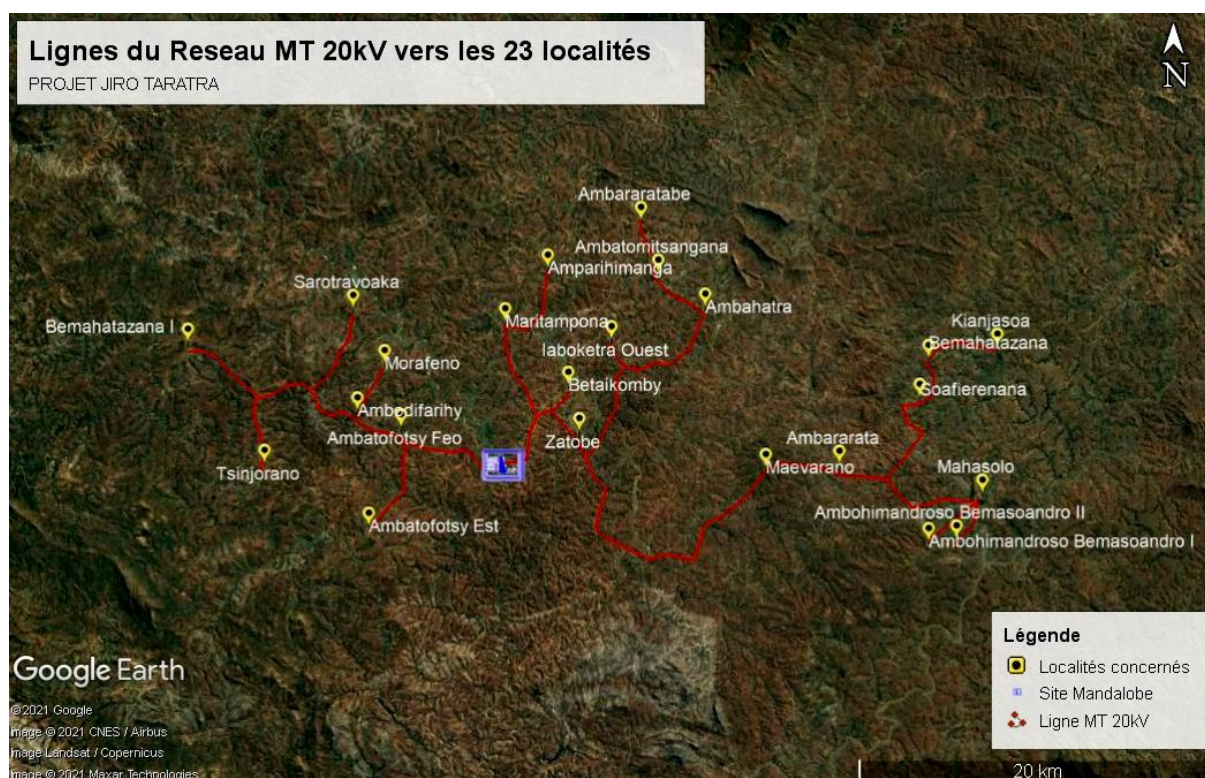 Lignes du Reseau MT 20kV vers les 23 localités
PROJET JIRO TARATRA
N
Ambararatabe
Ambatomitsangana
Amparihimanga
Sarotravoaka
Ambahatra
Bemahatazana I
Maritampona
Kianjasoa
Iaboketra Ouest
Bemahatazana
Morafeno
Betaikomby
Soafierenana
Ambodifarihy
Ambatofotsy Feo
Zatobe
Ambararata
Tsinjorano
Maevarano
Mahasolo
Ambohimandroso Bemasoandro II
Ambatofotsy Est
Ambohimandroso Bemasoandro I
Légende
Localités concernés
Site Mandalobe
Ligne MT 20kV
Google Earth
©2021 Google
Image © 2021 CNES / Airbus
Image Landsat / Copernicus
Image © 2021 Maxar Technologies
20 km